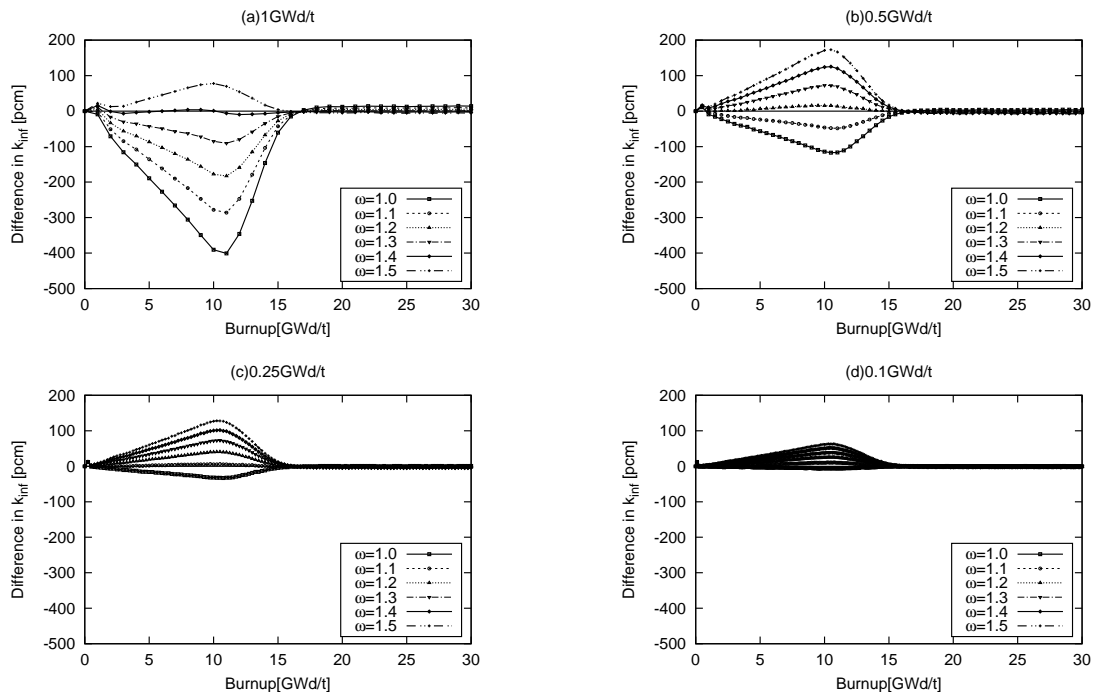 (a)1GWd/t
Difference in k_inf [pcm]
200
100
0
-100
-200
-300
-400
-500
ω=1.0
ω=1.1
ω=1.2
ω=1.3
ω=1.4
ω=1.5
0 5 10 15 20 25 30
Burnup[GWd/t]
(b)0.5GWd/t
Difference in k_inf [pcm]
200
100
0
-100
-200
-300
-400
-500
ω=1.0
ω=1.1
ω=1.2
ω=1.3
ω=1.4
ω=1.5
0 5 10 15 20 25 30
Burnup[GWd/t]
(c)0.25GWd/t
Difference in k_inf [pcm]
200
100
0
-100
-200
-300
-400
-500
ω=1.0
ω=1.1
ω=1.2
ω=1.3
ω=1.4
ω=1.5
0 5 10 15 20 25 30
Burnup[GWd/t]
(d)0.1GWd/t
Difference in k_inf [pcm]
200
100
0
-100
-200
-300
-400
-500
ω=1.0
ω=1.1
ω=1.2
ω=1.3
ω=1.4
ω=1.5
0 5 10 15 20 25 30
Burnup[GWd/t]